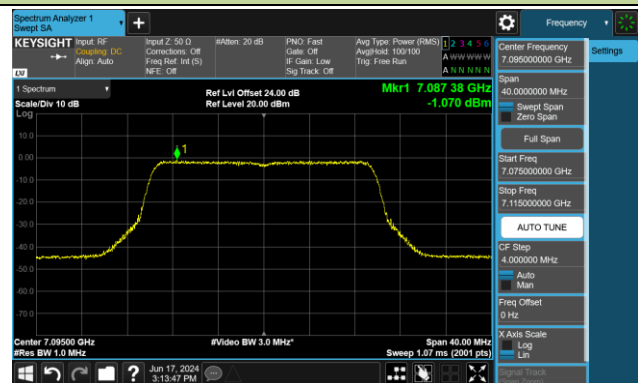 Spectrum Analyzer 1
Swept SA
Frequency
KEYSIGHT
Input: RF
Coupling: DC
Align: Auto
Input Z: 50 Ω
Corrections: Off
Freq Ref: Int (S)
NFE: Off
#Atten: 20 dB
PNO: Fast
Gate: Off
IF Gain: Low
Sig Track: Off
Avg Type: Power (RMS)
Avg|Hold: 100/100
Trig: Free Run
1 2 3 4 5 6
A W W W W W
A N N N N N
LXI
1 Spectrum
Scale/Div 10 dB
Log
Ref Lvl Offset 24.00 dB
Ref Level 20.00 dBm
Mkr1 7.087 38 GHz
-1.070 dBm
10.0
0.00
-10.0
-20.0
-30.0
-40.0
-50.0
-60.0
-70.0
1
Center 7.09500 GHz
#Res BW 1.0 MHz
#Video BW 3.0 MHz*
Span 40.00 MHz
Sweep 1.07 ms (2001 pts)
Jun 17, 2024
3:13:47 PM
Center Frequency
7.095000000 GHz
Settings
Span
40.0000000 MHz
Swept Span
Zero Span
Full Span
Start Freq
7.075000000 GHz
Stop Freq
7.115000000 GHz
AUTO TUNE
CF Step
4.000000 MHz
Auto
Man
Freq Offset
0 Hz
X Axis Scale
Log
Lin
Signal Track